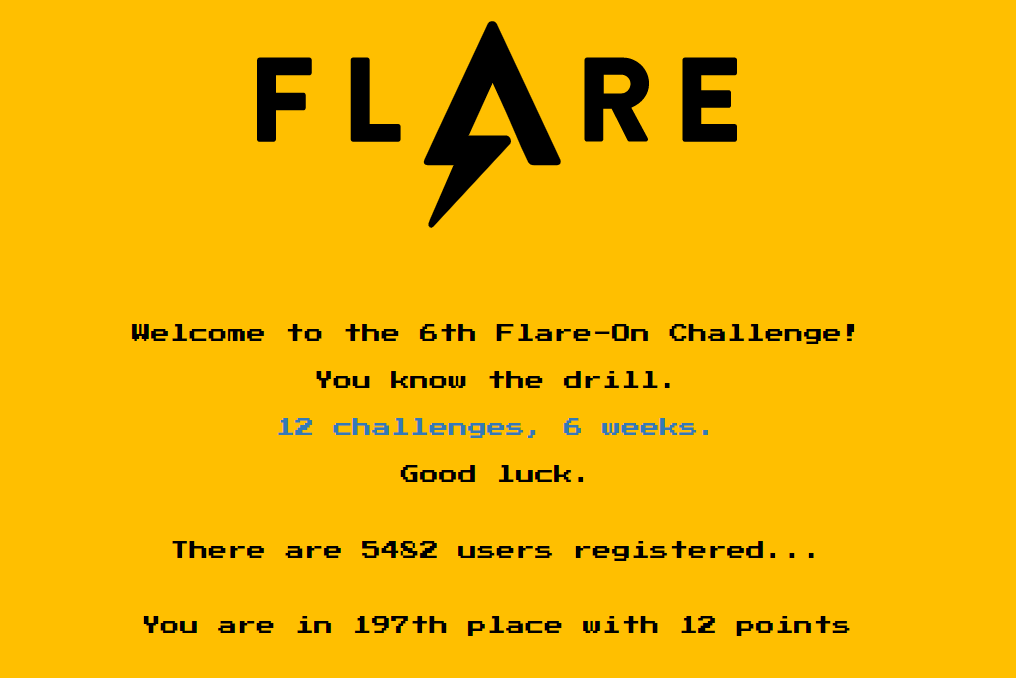 FLARE
Welcome to the 6th Flare-On Challenge!
You know the drill.
12 challenges, 6 weeks.
Good luck.
There are 5482 users registered...
You are in 197th place with 12 points